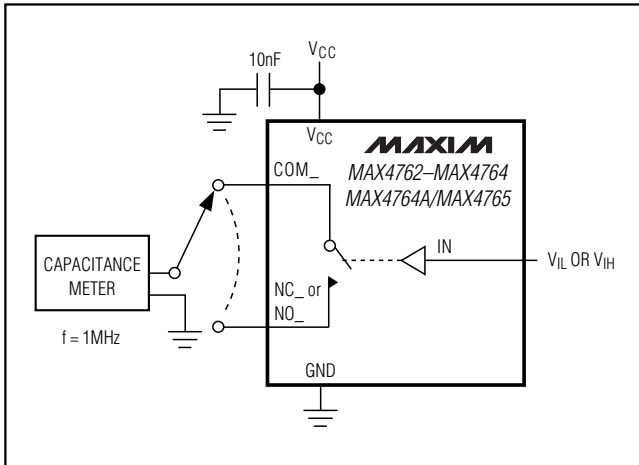 10nF
VCC
VCC
MAXIM
MAX4762–MAX4764
MAX4764A/MAX4765
COM_
IN
VIL OR VIH
CAPACITANCE
METER
NC_ or
NO_
f = 1MHz
GND